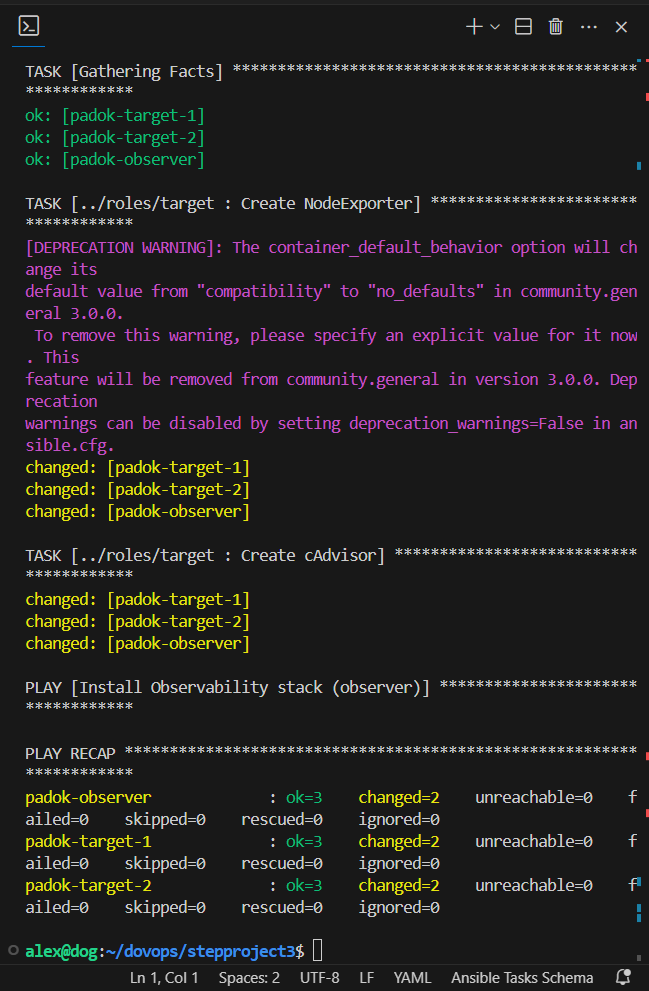 TASK [Gathering Facts] *********************************************
************
ok: [padok-target-1]
ok: [padok-target-2]
ok: [padok-observer]
TASK [../roles/target : Create NodeExporter] ***********************
************
[DEPRECATION WARNING]: The container_default_behavior option will ch
ange its
default value from "compatibility" to "no_defaults" in community.gen
eral 3.0.0.
 To remove this warning, please specify an explicit value for it now
. This
feature will be removed from community.general in version 3.0.0. Dep
recation
warnings can be disabled by setting deprecation_warnings=False in an
sible.cfg.
changed: [padok-target-1]
changed: [padok-target-2]
changed: [padok-observer]
TASK [../roles/target : Create cAdvisor] ***************************
************
changed: [padok-target-1]
changed: [padok-target-2]
changed: [padok-observer]
PLAY [Install Observability stack (observer)] **********************
************
PLAY RECAP *********************************************************
************
padok-observer             : ok=3    changed=2    unreachable=0    f
ailed=0    skipped=0    rescued=0    ignored=0
padok-target-1             : ok=3    changed=2    unreachable=0    f
ailed=0    skipped=0    rescued=0    ignored=0
padok-target-2             : ok=3    changed=2    unreachable=0    f
ailed=0    skipped=0    rescued=0    ignored=0
alex@dog:~/dovops/stepproject3$
Ln 1, Col 1    Spaces: 2    UTF-8    LF    YAML    Ansible Tasks Schema